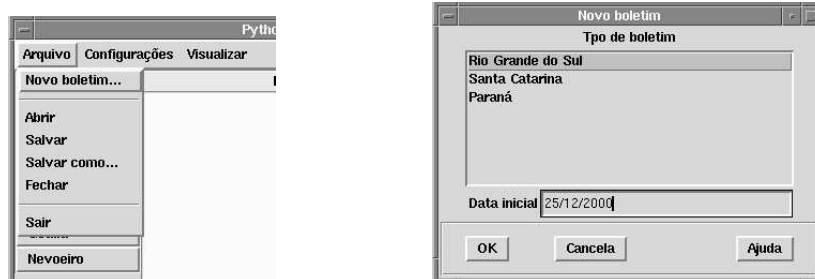 Arquivo Configurações Visualizar
Novo boletim...
Abrir
Salvar
Salvar como...
Fechar
Sair
Nevoeiro
Novo boletim
Tpo de boletim
Rio Grande do Sul
Santa Catarina
Paraná
Data inicial 25/12/2000
OK Cancela Ajuda